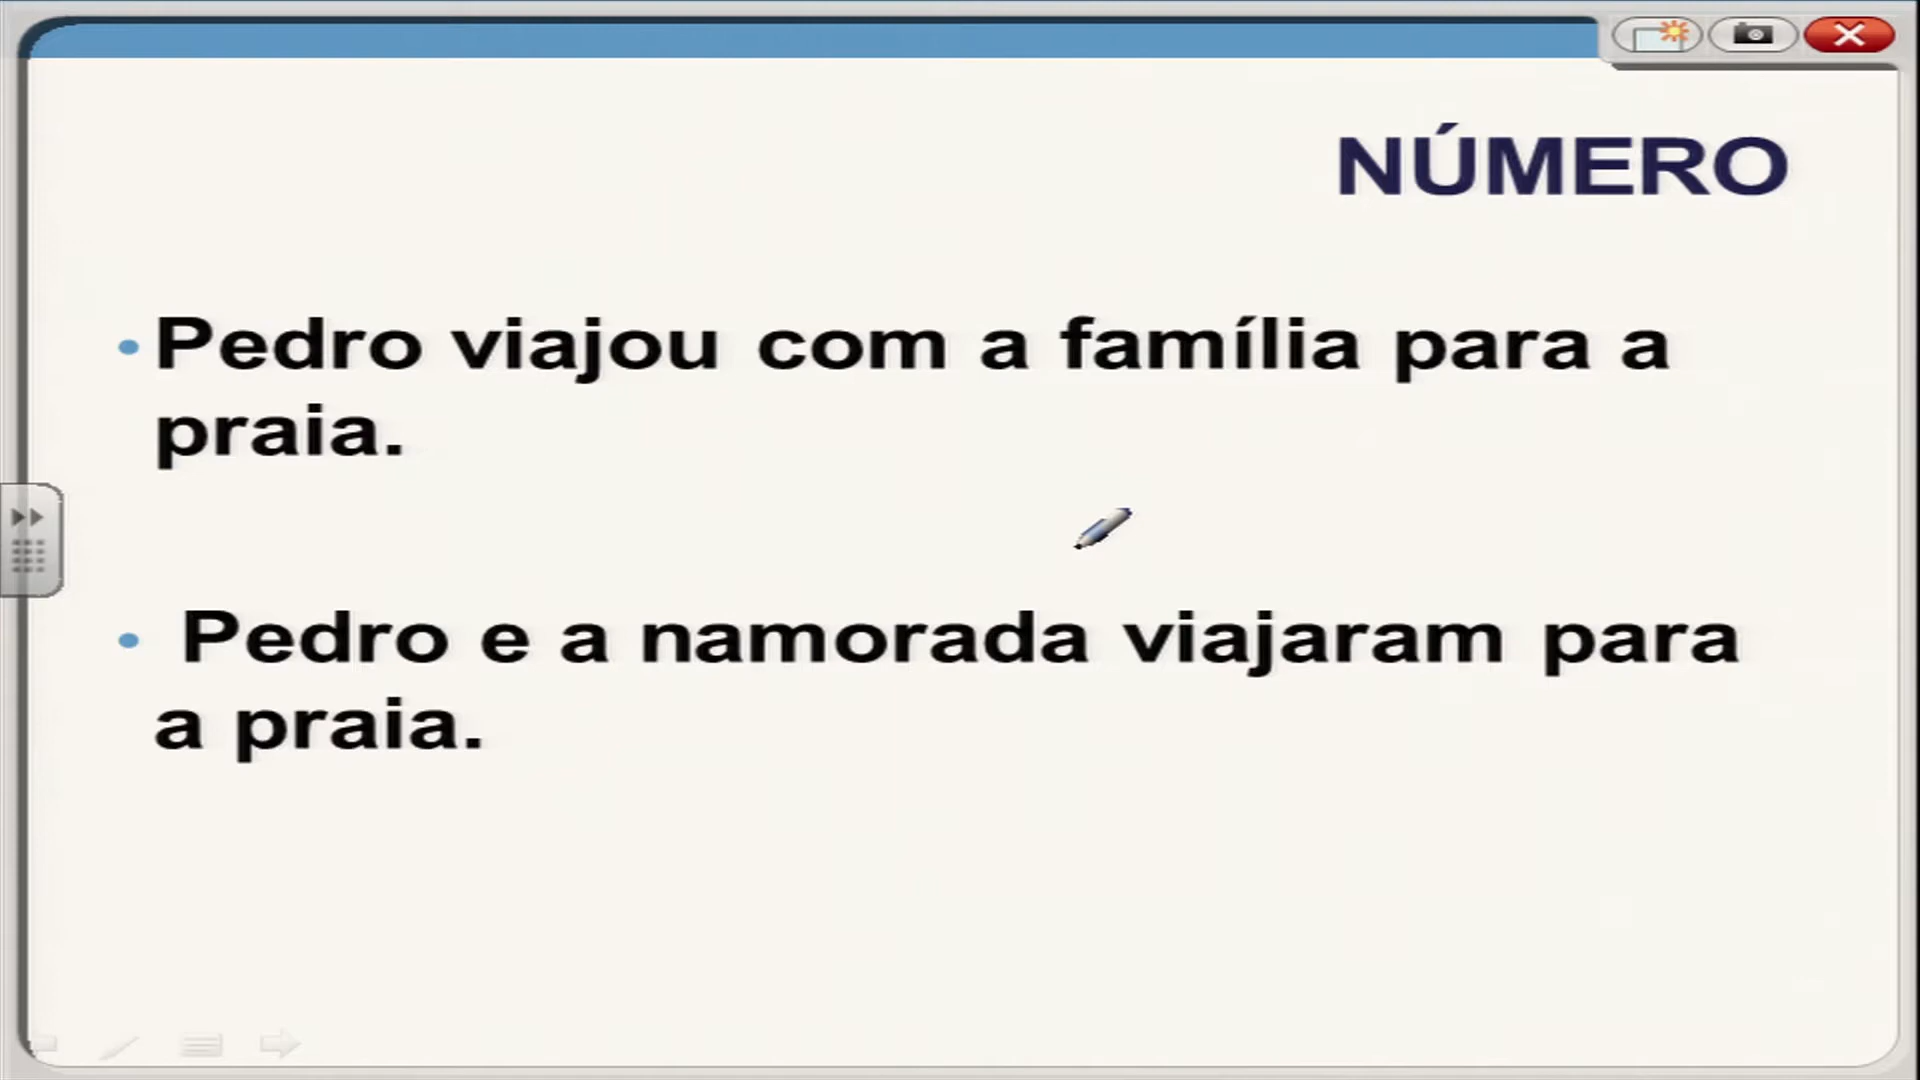 NÚMERO
• Pedro viajou com a família para a
praia.
• Pedro e a namorada viajaram para
a praia.